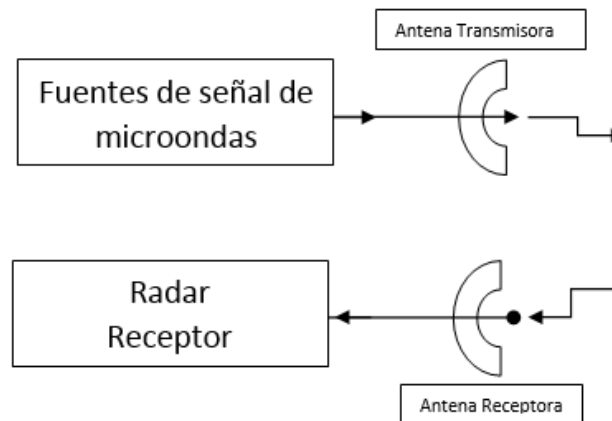 Antena Transmisora
Fuentes de señal de
microondas
Radar
Receptor
Antena Receptora